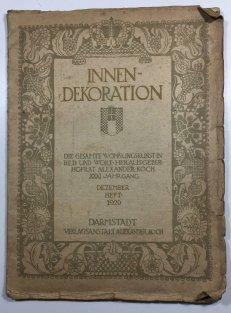 INNEN-
DEKORATION
DIE GESAMTE WOHNUNGSKUNST IN
BILD UND WORT · HERAUSGEBER:
HOFRAT ALEXANDER KOCH
XXXI. JAHRGANG.
DEZEMBER
HEFT
1920
DARMSTADT
VERLAGSANSTALT ALEXANDER KOCH